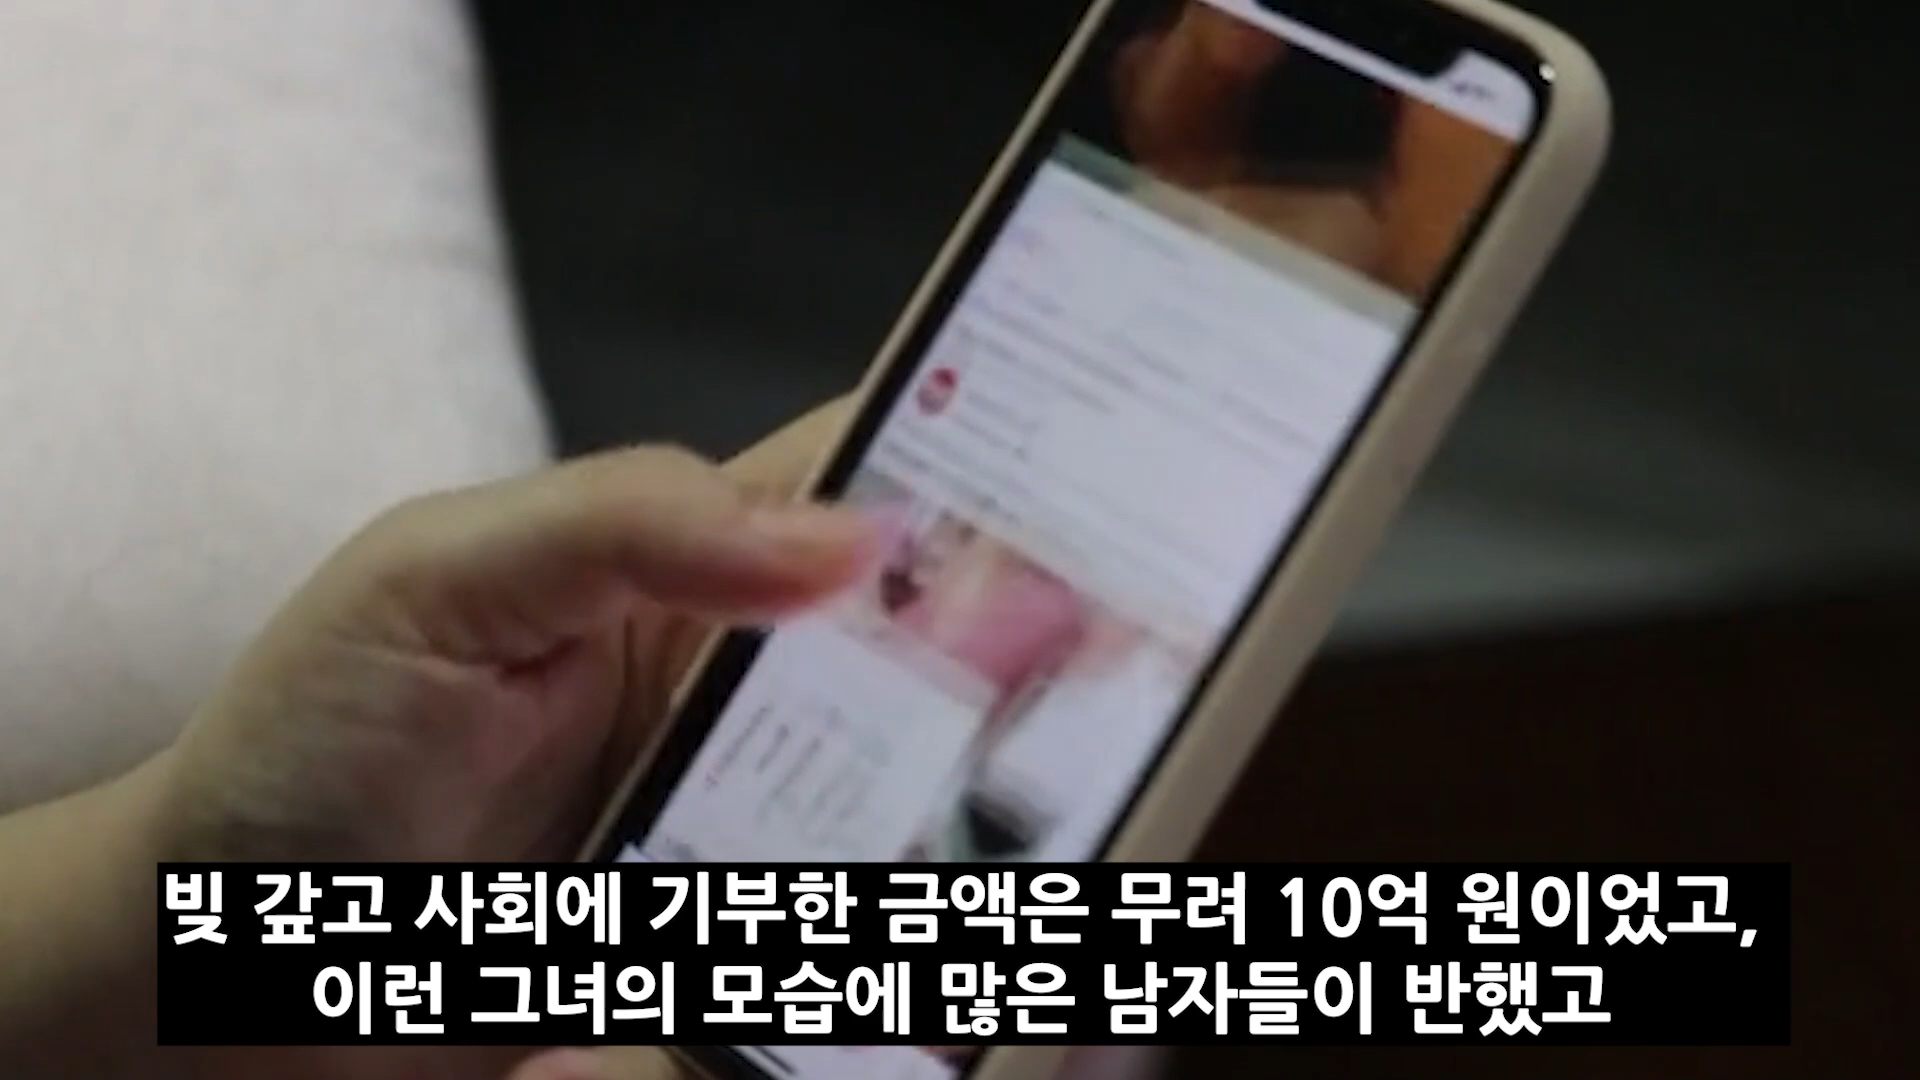 빚 갚고 사회에 기부한 금액은 무려 10억 원이었고,
이런 그녀의 모습에 많은 남자들이 반했고